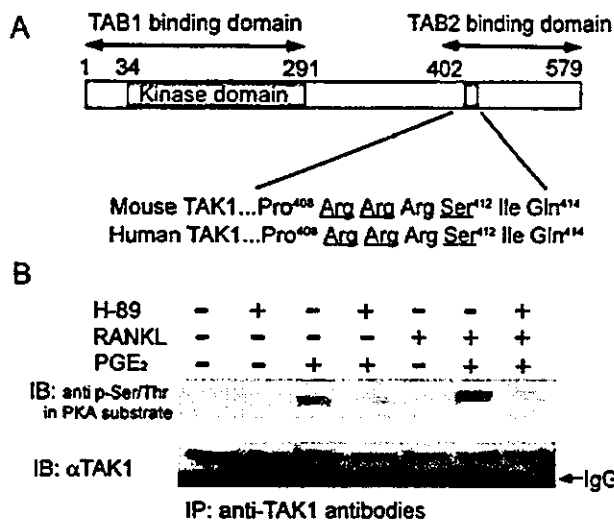 A
TAB1 binding domain TAB2 binding domain
1 34 291 402 579
Kinase domain
Mouse TAK1...Pro⁴⁰⁸ Arg Arg Arg Ser⁴¹² Ile Gln⁴¹⁴
Human TAK1...Pro⁴⁰⁸ Arg Arg Arg Ser⁴¹² Ile Gln⁴¹⁴
B
H-89 - + - + - - +
RANKL - - - - + + +
PGE₂ - - + + - + +
IB: anti p-Ser/Thr
in PKA substrate
IB: αTAK1
IgG
IP: anti-TAK1 antibodies